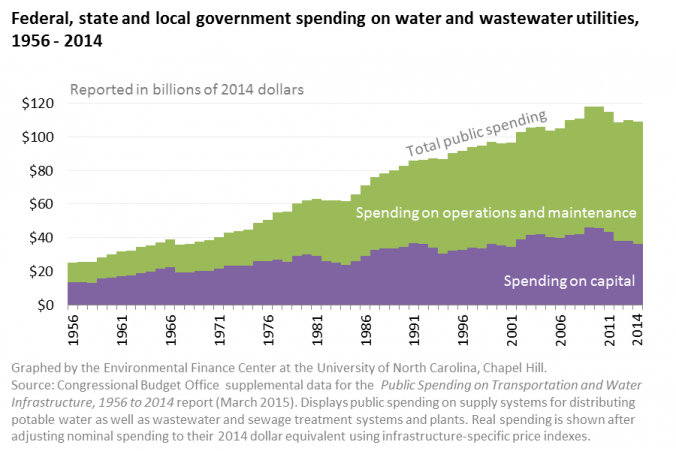 Federal, state and local government spending on water and wastewater utilities,
1956 - 2014
Reported in billions of 2014 dollars
$120
$100
$80
$60
$40
$20
$0
Total public spending
Spending on operations and maintenance
Spending on capital
1956
1961
1966
1971
1976
1981
1986
1991
1996
2001
2006
2011
2014
Graphed by the Environmental Finance Center at the University of North Carolina, Chapel Hill.
Source: Congressional Budget Office supplemental data for the Public Spending on Transportation and Water
Infrastructure, 1956 to 2014 report (March 2015). Displays public spending on supply systems for distributing
potable water as well as wastewater and sewage treatment systems and plants. Real spending is shown after
adjusting nominal spending to their 2014 dollar equivalent using infrastructure-specific price indexes.